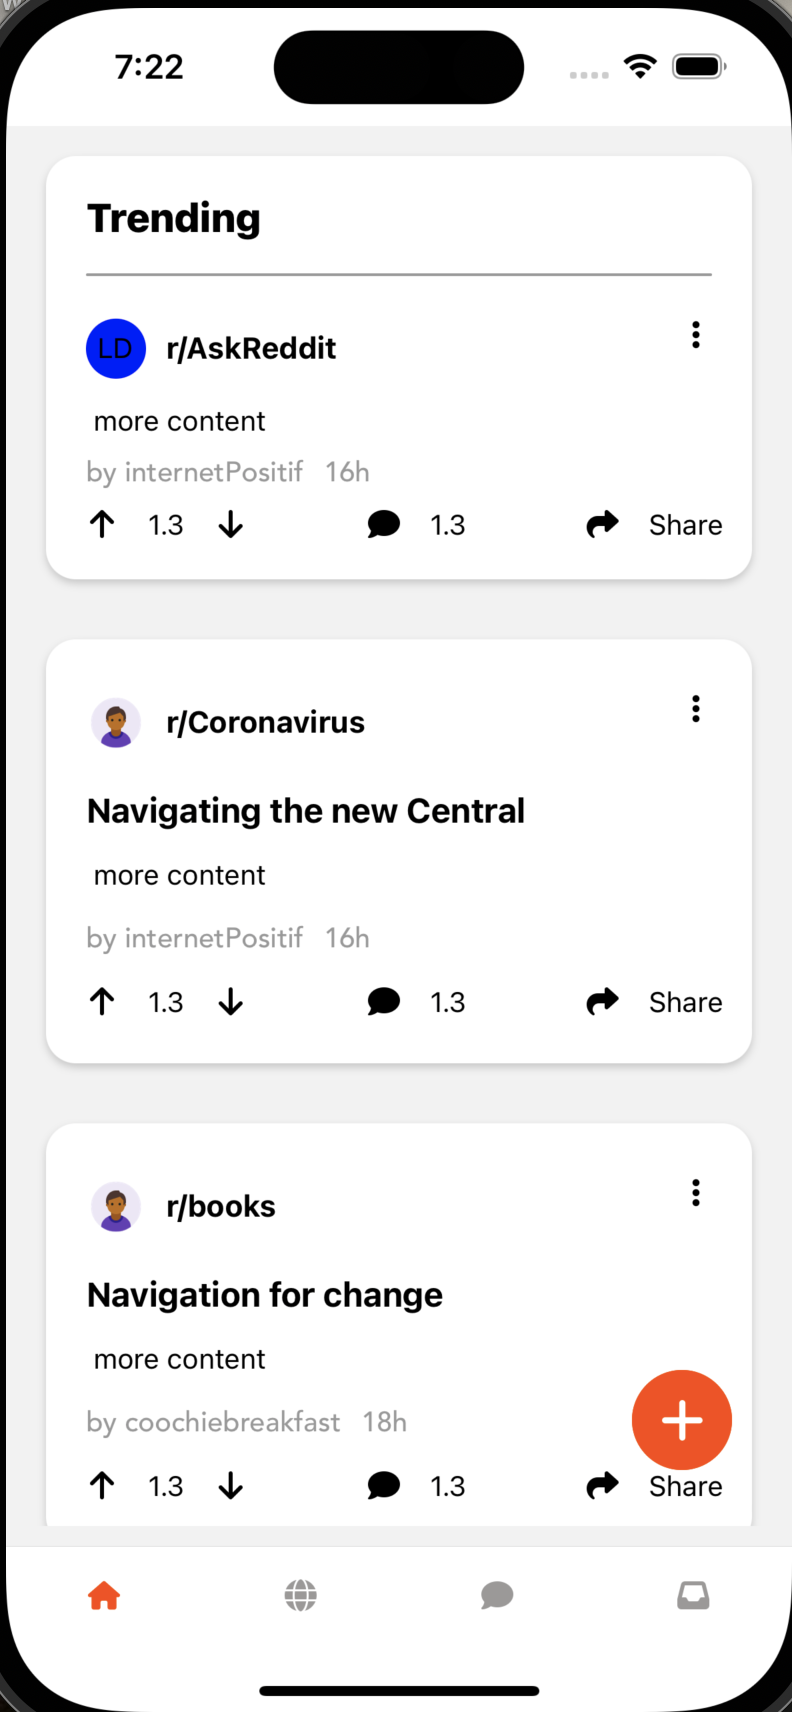 7:22
Trending
LD r/AskReddit
more content
by internetPositif 16h
1.3 1.3 Share
r/Coronavirus
Navigating the new Central
more content
by internetPositif 16h
1.3 1.3 Share
r/books
Navigation for change
more content
by coochiebreakfast 18h
1.3 1.3 Share